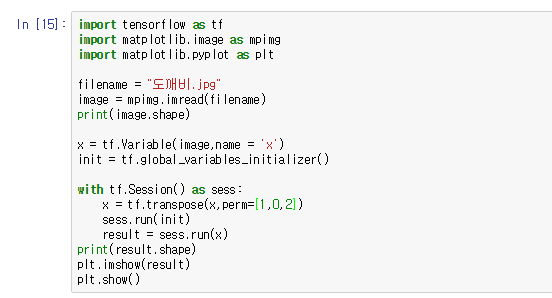 In [15]: import tensorflow as tf
import matplotlib.image as mpimg
import matplotlib.pyplot as plt
filename = "도깨비.jpg"
image = mpimg.imread(filename)
print(image.shape)
x = tf.Variable(image,name = 'x')
init = tf.global_variables_initializer()
with tf.Session() as sess:
    x = tf.transpose(x,perm=[1,0,2])
    sess.run(init)
    result = sess.run(x)
print(result.shape)
plt.imshow(result)
plt.show()